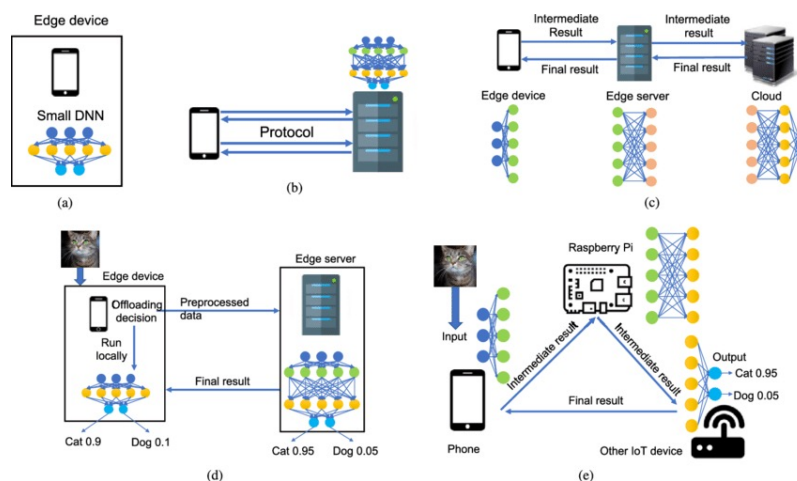 Edge device
Small DNN
(a)
Protocol
(b)
Intermediate
Result
Intermediate
result
Final result
Final result
Edge device
Edge server
Cloud
(c)
Edge device
Offloading
decision
Run
locally
Cat 0.9
Dog 0.1
Preprocessed
data
Final result
Edge server
Cat 0.95
Dog 0.05
(d)
Input
Phone
Raspberry Pi
Intermediate result
Intermediate result
Final result
Output
Cat 0.95
Dog 0.05
Other IoT device
(e)